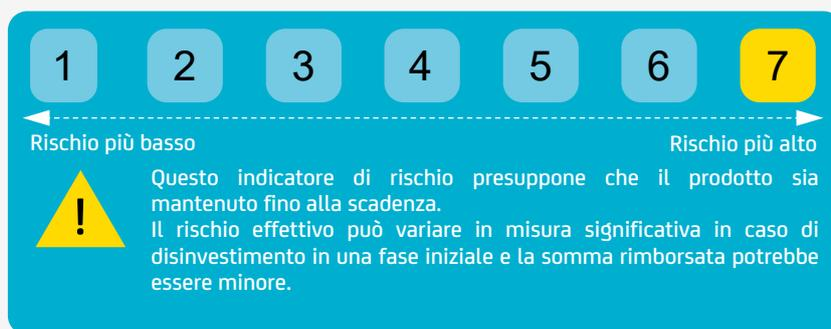 1 2 3 4 5 6 7
Rischio più basso Rischio più alto
Questo indicatore di rischio presuppone che il prodotto sia
mantenuto fino alla scadenza.
!
Il rischio effettivo può variare in misura significativa in caso di
disinvestimento in una fase iniziale e la somma rimborsata potrebbe
essere minore.